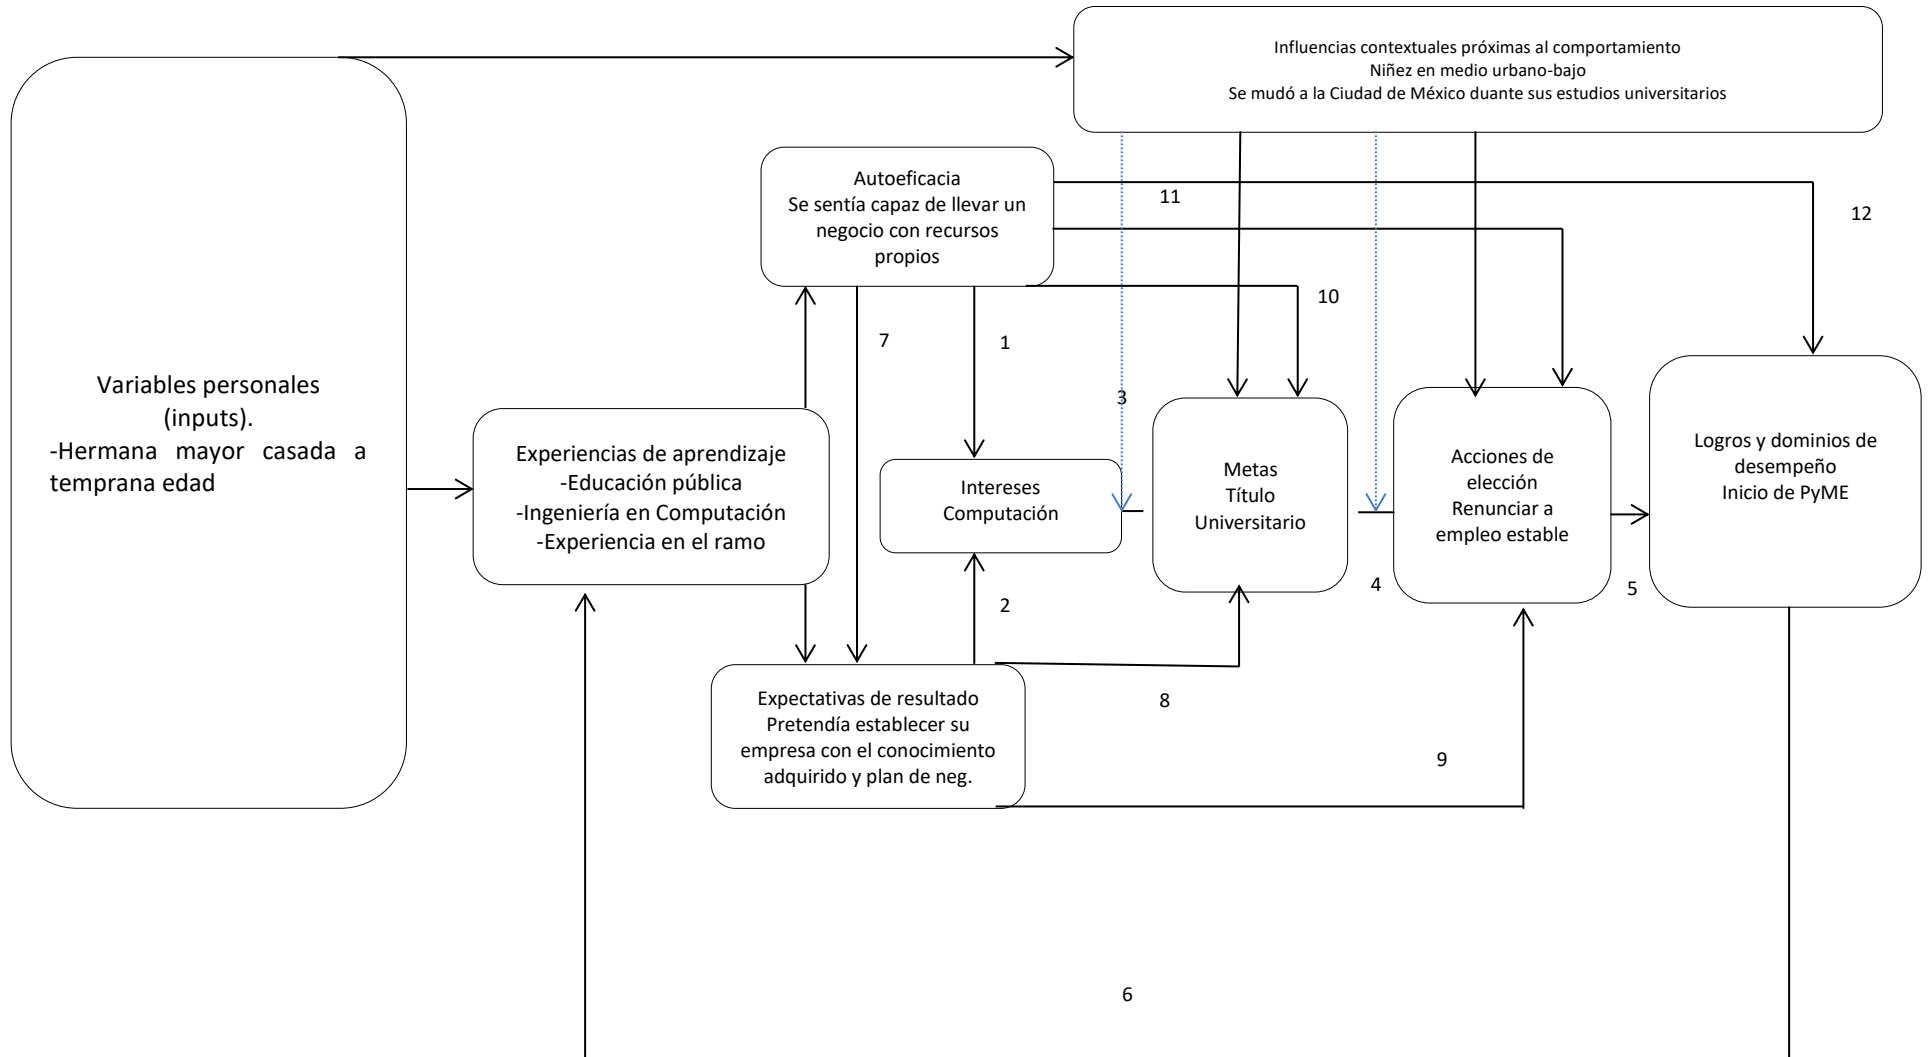 Influencias contextuales próximas al comportamiento
Niñez en medio urbano-bajo
Se mudó a la Ciudad de México duante sus estudios universitarios
Autoeficacia
Se sentía capaz de llevar un
negocio con recursos
propios
11
12
10
7
1
3
Variables personales
(inputs).
-Hermana mayor casada a
temprana edad
Experiencias de aprendizaje
-Educación pública
-Ingeniería en Computación
-Experiencia en el ramo
Intereses
Computación
Metas
Título
Universitario
Acciones de
elección
Renunciar a
empleo estable
Logros y dominios de
desempeño
Inicio de PyME
2
4
5
Expectativas de resultado
Pretendía establecer su
empresa con el conocimiento
adquirido y plan de neg.
8
9
6